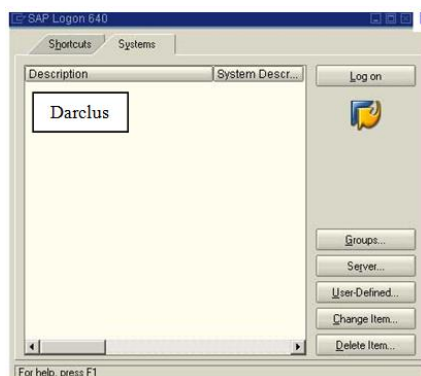 SAP Logon 640
Shortcuts
Systems
Description
System Descr...
Log on
Darclus
Groups...
Server...
User-Defined...
Change Item...
Delete Item...
For help, press F1